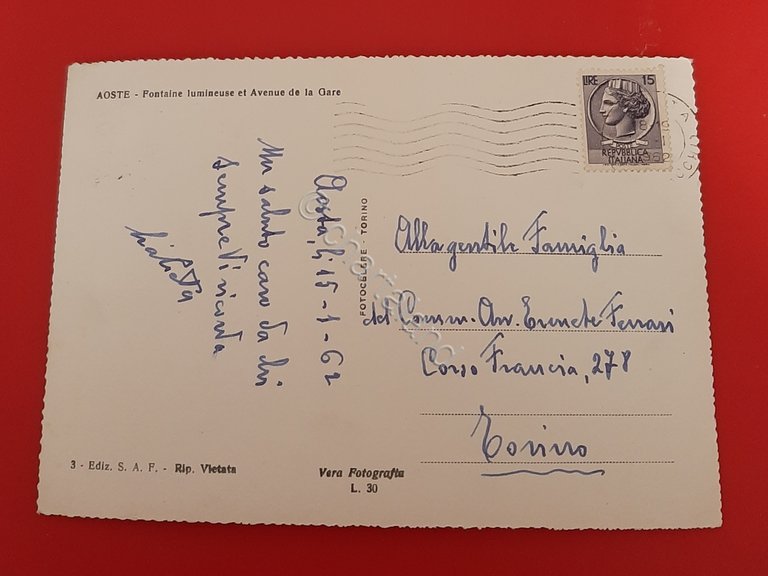 AOSTE - Fontaine lumineuse et Avenue de la Gare
LIRE 15
POSTE
REPVBBLICA
ITALIANA
Aosta, li 15-1-62
Un saluto caro da chi
sempre Vi ricorda
FOTOCELERE - TORINO
Alla gentile Famiglia
del Comm. Avv. Ernesto Ferrari
Corso Francia, 278
Torino
3 - Ediz. S. A. F. - Rip. Vietata
Vera Fotografia
L. 30